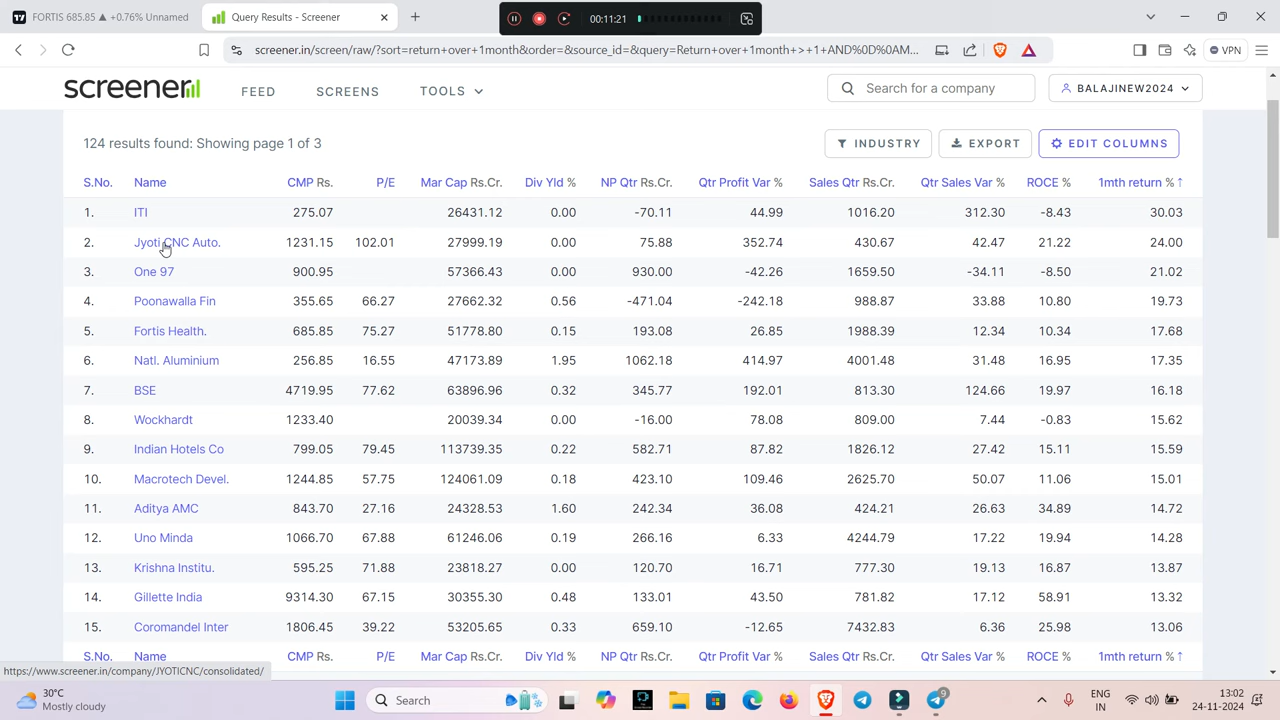 FORTIS 685.85 ▲ +0.76% Unnamed
Query Results - Screener
00:11:21
screener.in/screen/raw/?sort=return+over+1month&order=&source_id=&query=Return+over+1month+>+1+AND%0D%0AM...
VPN
screener
FEED
SCREENS
TOOLS
Search for a company
BALAJINEW2024
124 results found: Showing page 1 of 3
INDUSTRY
EXPORT
EDIT COLUMNS
S.No. Name CMP Rs. P/E Mar Cap Rs.Cr. Div Yld % NP Qtr Rs.Cr. Qtr Profit Var % Sales Qtr Rs.Cr. Qtr Sales Var % ROCE % 1mth return % ↑
1. ITI 275.07 26431.12 0.00 -70.11 44.99 1016.20 312.30 -8.43 30.03
2. Jyoti CNC Auto. 1231.15 102.01 27999.19 0.00 75.88 352.74 430.67 42.47 21.22 24.00
3. One 97 900.95 57366.43 0.00 930.00 -42.26 1659.50 -34.11 -8.50 21.02
4. Poonawalla Fin 355.65 66.27 27662.32 0.56 -471.04 -242.18 988.87 33.88 10.80 19.73
5. Fortis Health. 685.85 75.27 51778.80 0.15 193.08 26.85 1988.39 12.34 10.34 17.68
6. Natl. Aluminium 256.85 16.55 47173.89 1.95 1062.18 414.97 4001.48 31.48 16.95 17.35
7. BSE 4719.95 77.62 63896.96 0.32 345.77 192.01 813.30 124.66 19.97 16.18
8. Wockhardt 1233.40 20039.34 0.00 -16.00 78.08 809.00 7.44 -0.83 15.62
9. Indian Hotels Co 799.05 79.45 113739.35 0.22 582.71 87.82 1826.12 27.42 15.11 15.59
10. Macrotech Devel. 1244.85 57.75 124061.09 0.18 423.10 109.46 2625.70 50.07 11.06 15.01
11. Aditya AMC 843.70 27.16 24328.53 1.60 242.34 36.08 424.21 26.63 34.89 14.72
12. Uno Minda 1066.70 67.88 61246.06 0.19 266.16 6.33 4244.79 17.22 19.94 14.28
13. Krishna Institu. 595.25 71.88 23818.27 0.00 120.70 16.71 777.30 19.13 16.87 13.87
14. Gillette India 9314.30 67.15 30355.30 0.48 133.01 43.50 781.82 17.12 58.91 13.32
15. Coromandel Inter 1806.45 39.22 53205.65 0.33 659.10 -12.65 7432.83 6.36 25.98 13.06
S.No. Name CMP Rs. P/E Mar Cap Rs.Cr. Div Yld % NP Qtr Rs.Cr. Qtr Profit Var % Sales Qtr Rs.Cr. Qtr Sales Var % ROCE % 1mth return % ↑
https://www.screener.in/company/JYOTICNC/consolidated/
30°C
Mostly cloudy
Search
9
ENG
IN
13:02
24-11-2024